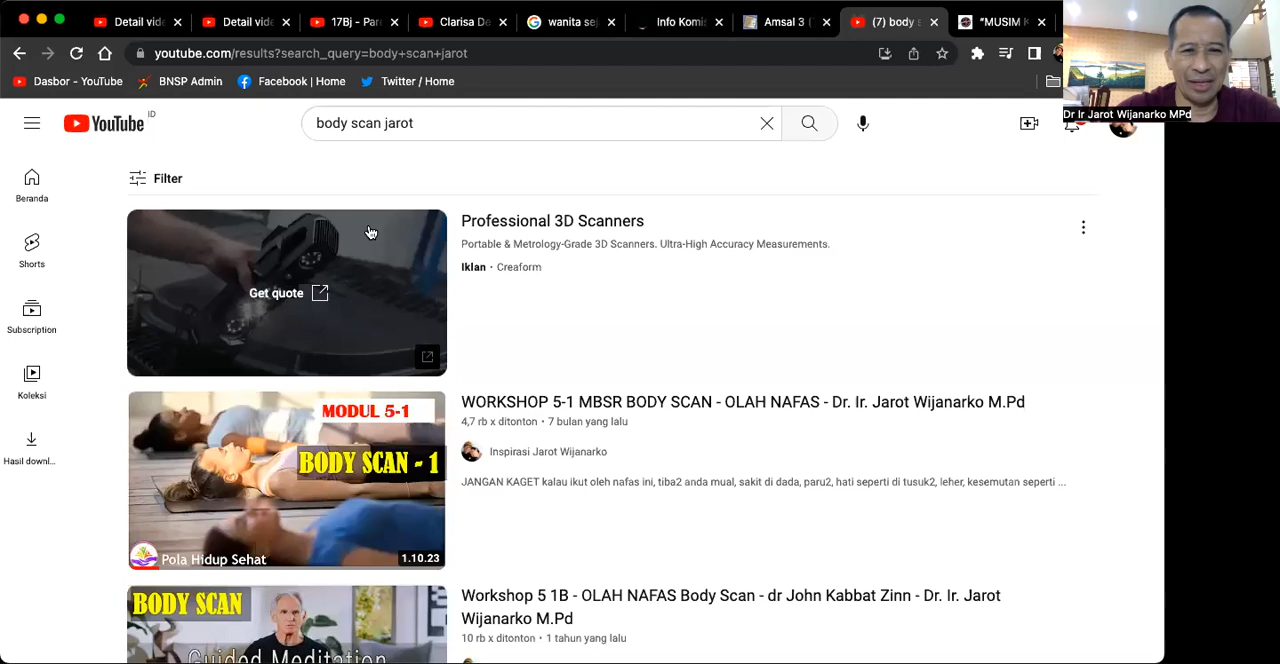 Detail vide
Detail vide
17Bj - Par
Clarisa De
wanita sej
Info Komis
Amsal 3 (
(7) body s
"MUSIM K
youtube.com/results?search_query=body+scan+jarot
Dasbor - YouTube
BNSP Admin
Facebook | Home
Twitter / Home
Dr Ir Jarot Wijanarko MPd
YouTube ID
body scan jarot
Filter
Beranda
Shorts
Subscription
Koleksi
Hasil downl...
Get quote
Professional 3D Scanners
Portable & Metrology-Grade 3D Scanners. Ultra-High Accuracy Measurements.
Iklan · Creaform
MODUL 5-1
BODY SCAN - 1
Pola Hidup Sehat
1.10.23
WORKSHOP 5-1 MBSR BODY SCAN - OLAH NAFAS - Dr. Ir. Jarot Wijanarko M.Pd
4,7 rb x ditonton · 7 bulan yang lalu
Inspirasi Jarot Wijanarko
JANGAN KAGET kalau ikut oleh nafas ini, tiba2 anda mual, sakit di dada, paru2, hati seperti di tusuk2, leher, kesemutan seperti ...
BODY SCAN
Guided Meditation
Workshop 5 1B - OLAH NAFAS Body Scan - dr John Kabbat Zinn - Dr. Ir. Jarot
Wijanarko M.Pd
10 rb x ditonton · 1 tahun yang lalu